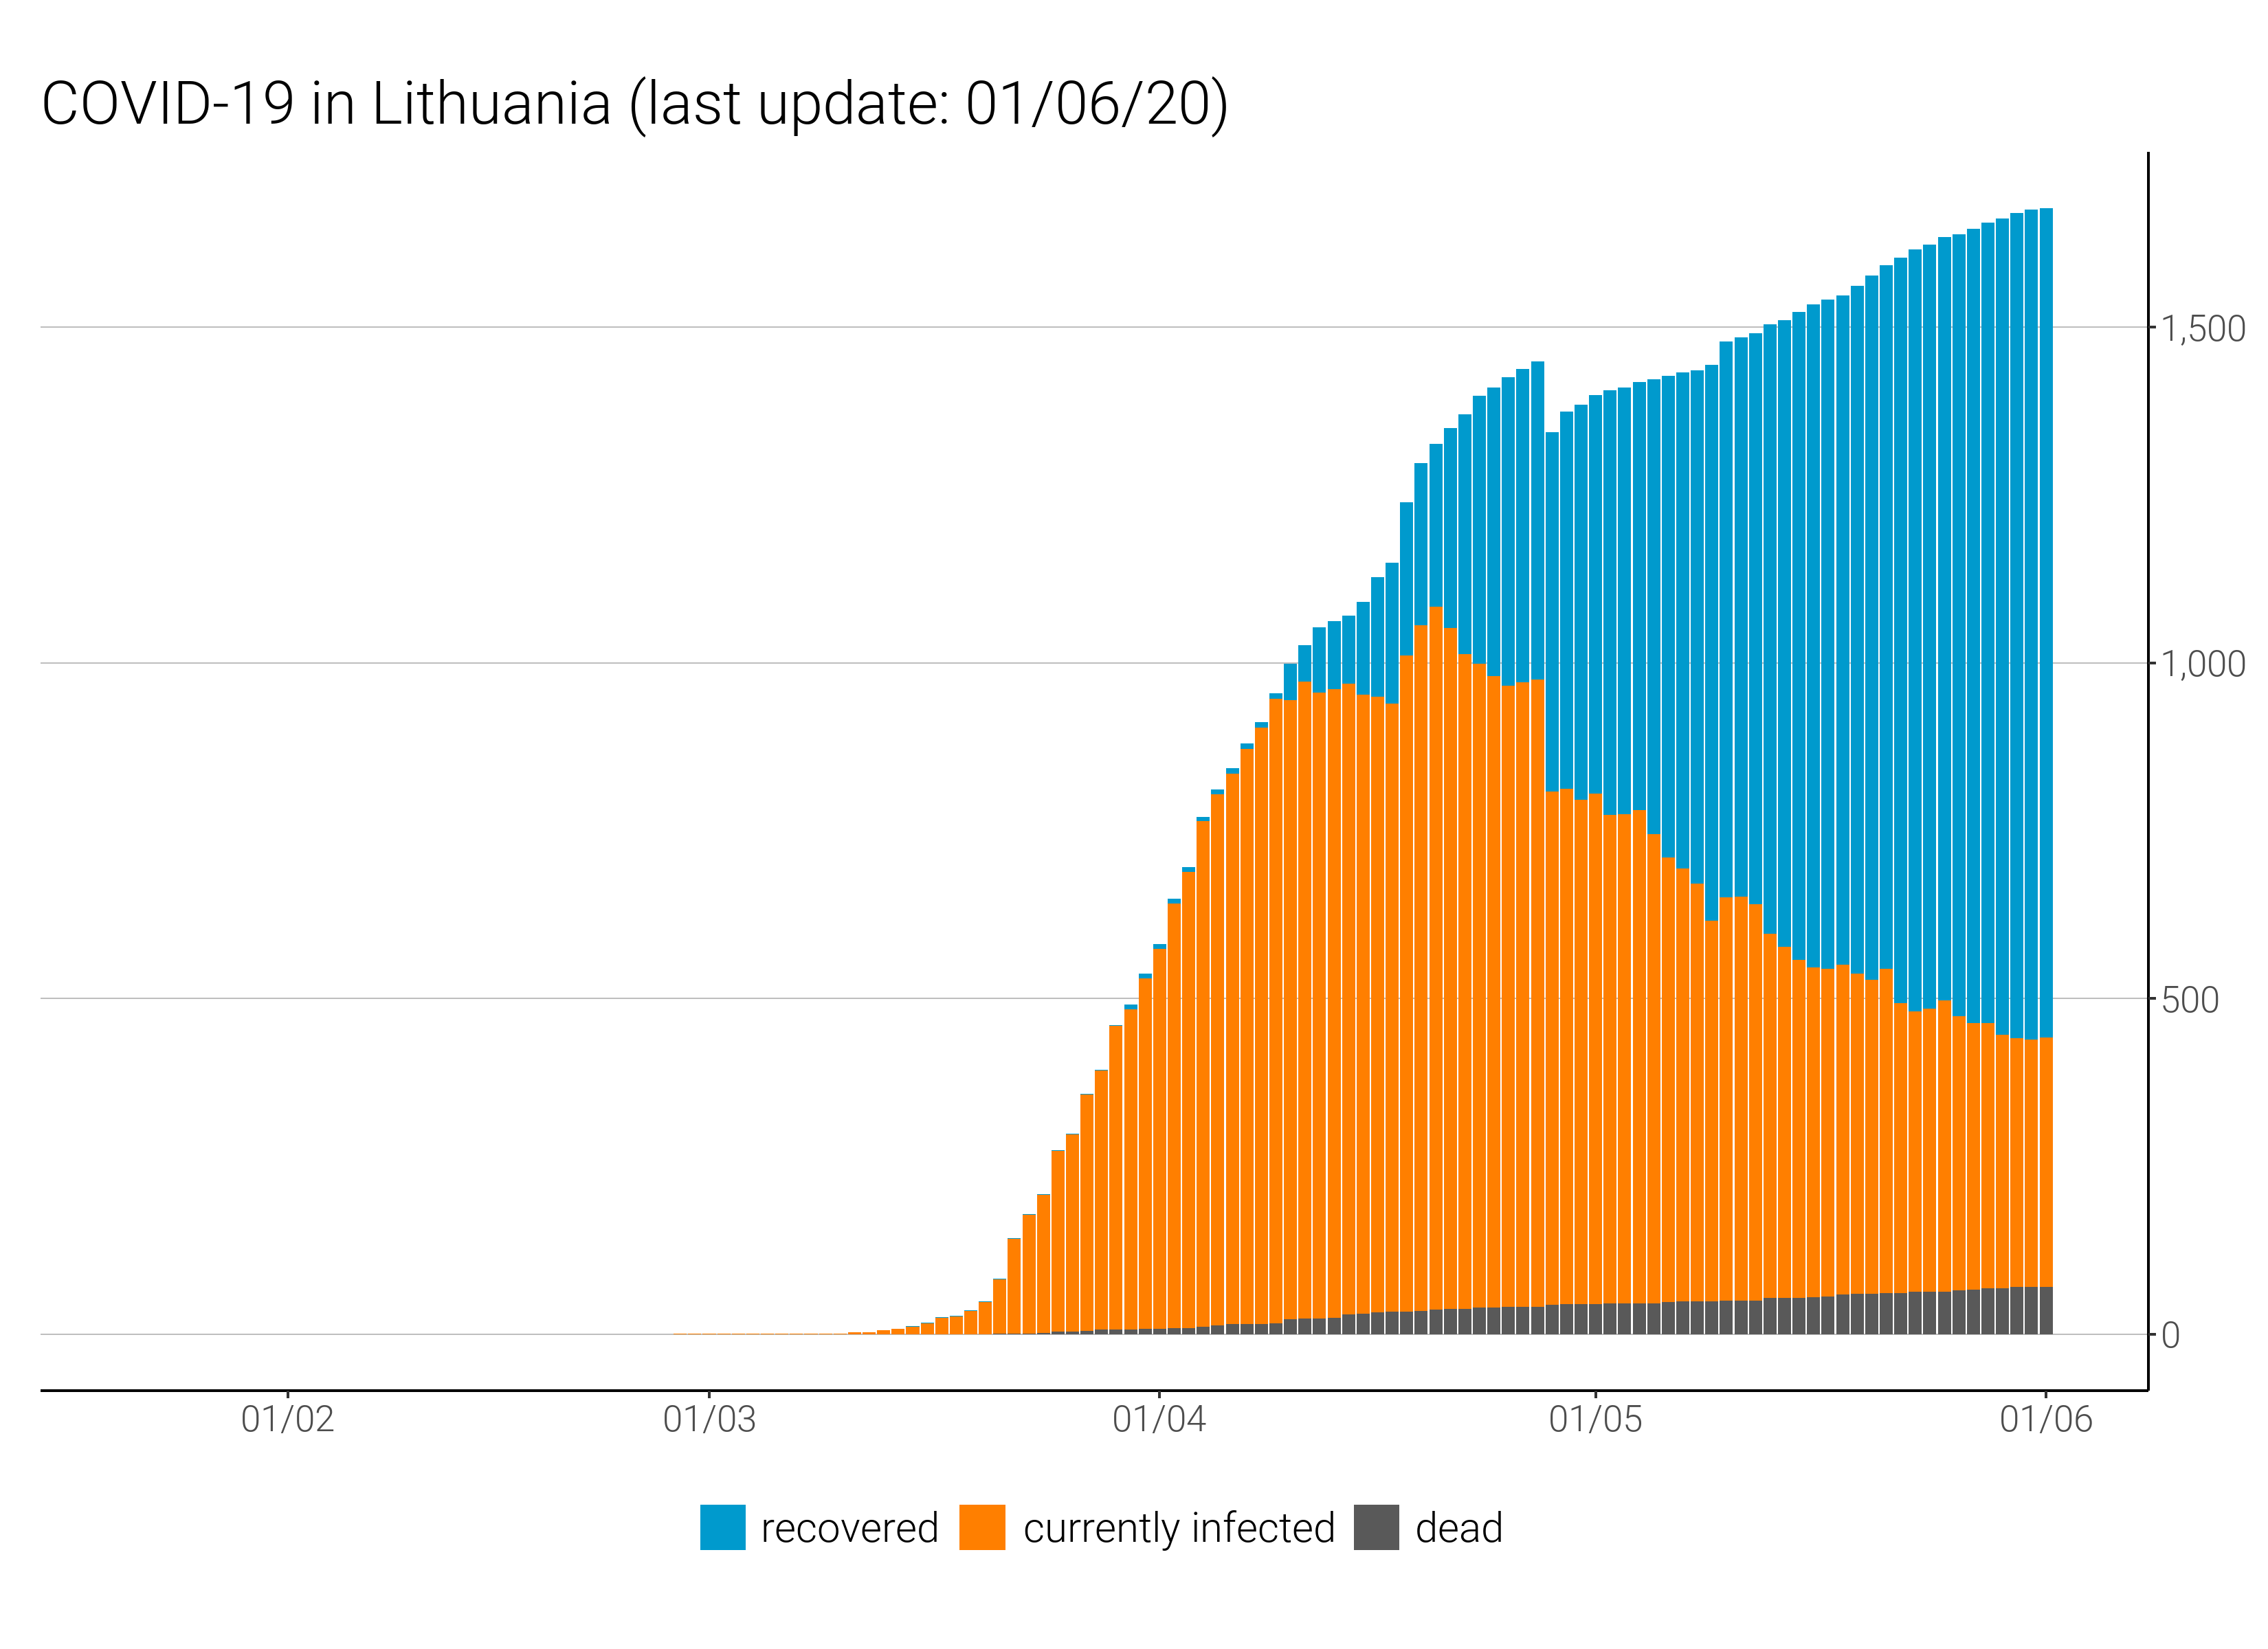 COVID-19 in Lithuania (last update: 01/06/20)
1,500
1,000
500
0
01/02 01/03 01/04 01/05 01/06
recovered currently infected dead